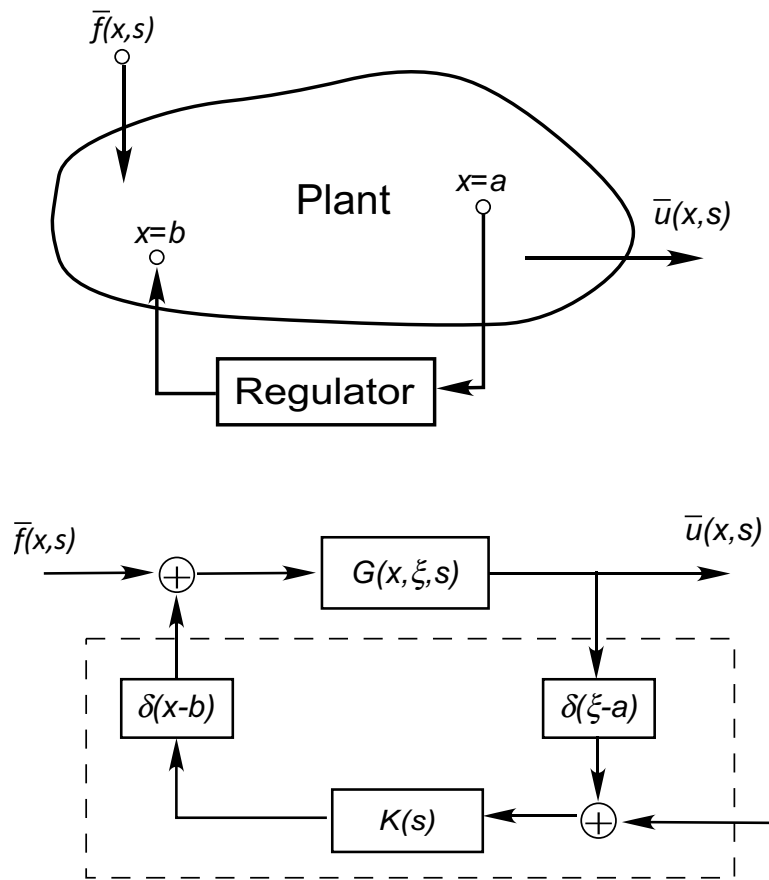 f̅(x,s)
Plant
x=a
u̅(x,s)
x=b
Regulator
f̅(x,s)
u̅(x,s)
+
G(x,ξ,s)
δ(x-b)
δ(ξ-a)
K(s)
+